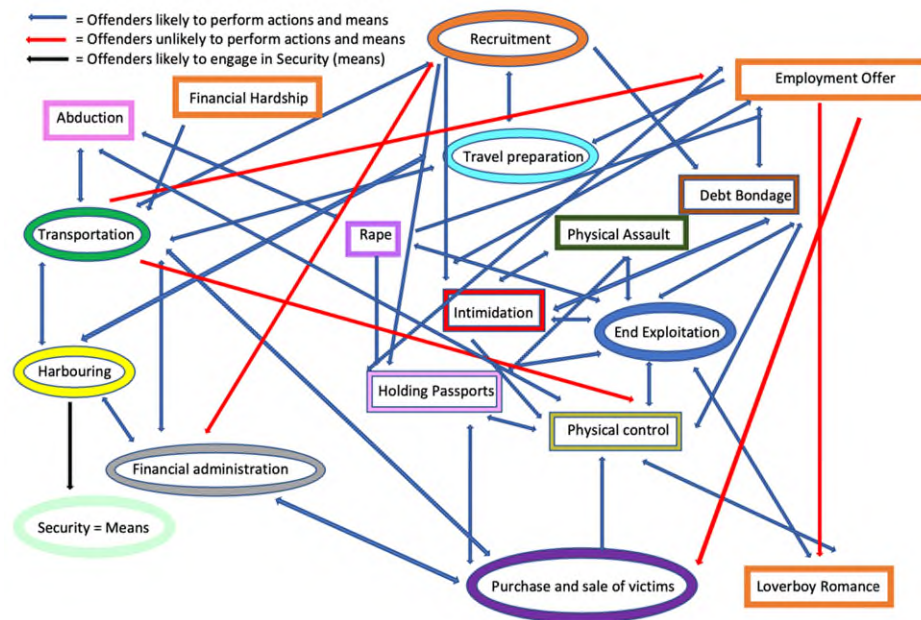 = Offenders likely to perform actions and means
= Offenders unlikely to perform actions and means
= Offenders likely to engage in Security (means)
Recruitment
Employment Offer
Financial Hardship
Abduction
Travel preparation
Debt Bondage
Transportation
Rape
Physical Assault
Intimidation
End Exploitation
Harbouring
Holding Passports
Physical control
Financial administration
Security = Means
Purchase and sale of victims
Loverboy Romance